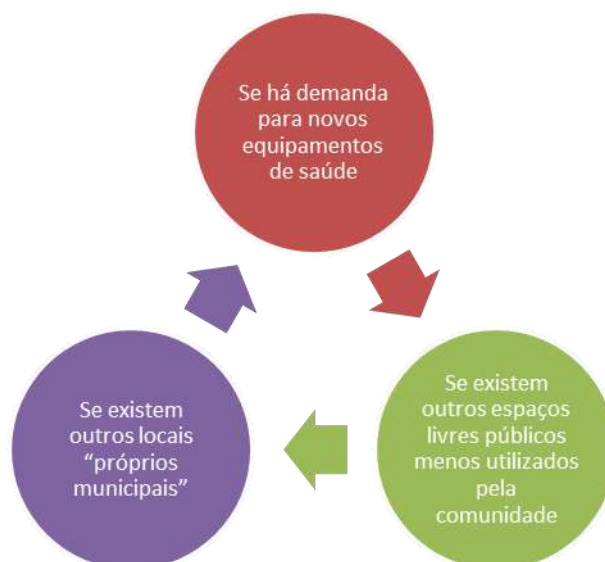 Se há demanda
para novos
equipamentos
de saúde
Se existem
outros espaços
livres públicos
menos utilizados
pela
comunidade
Se existem
outros locais
“próprios
municipais”